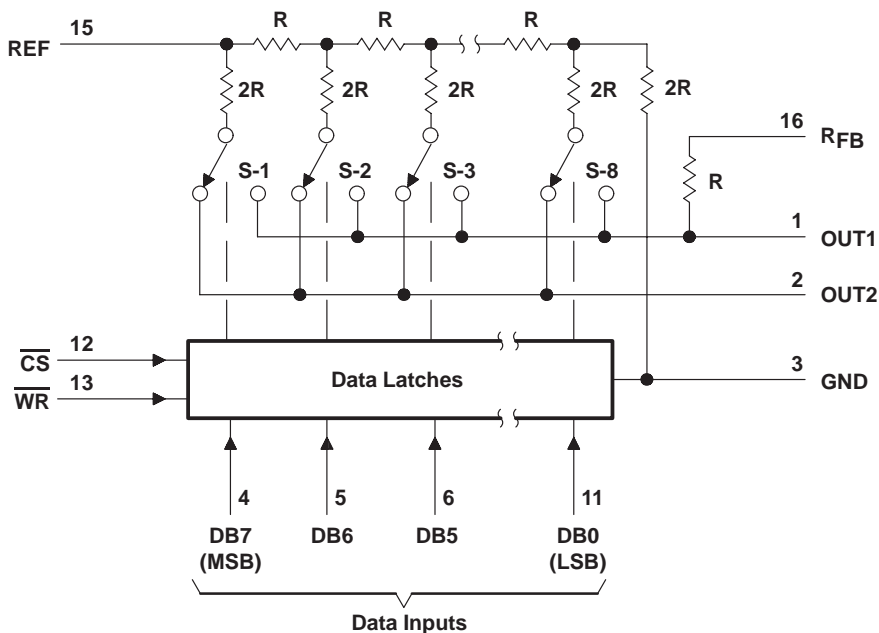 R R R
15
REF
2R 2R 2R 2R 2R
16
RFB
S-1 S-2 S-3 S-8
R
1
OUT1
2
OUT2
CS 12
WR 13
Data Latches
3
GND
4 5 6 11
DB7 DB6 DB5 DB0
(MSB) (LSB)
Data Inputs